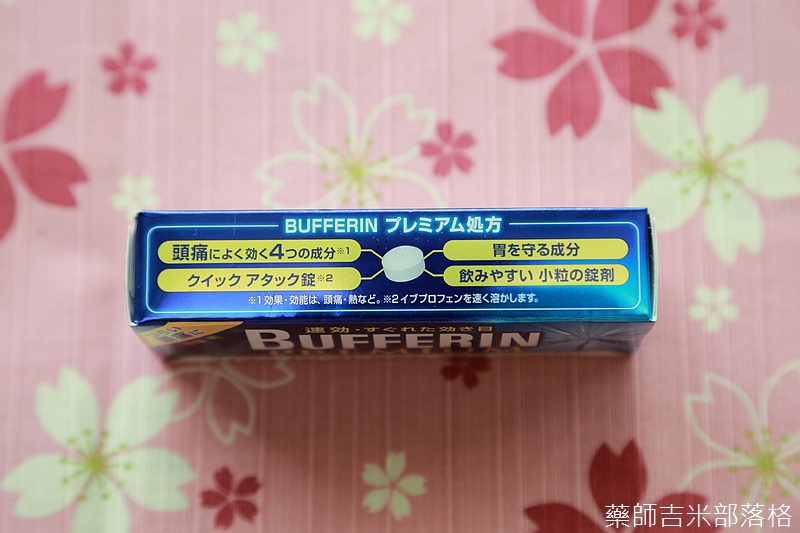 BUFFERIN プレミアム処方
頭痛によく効く4つの成分※1
胃を守る成分
クイック アタック錠※2
飲みやすい 小粒の錠剤
※1 効果・効能は、頭痛・熱など。※2 イブプロフェンを速く溶かします。
速効・すぐれた効き目
BUFFERIN
PREMIUM
藥師吉米部落格